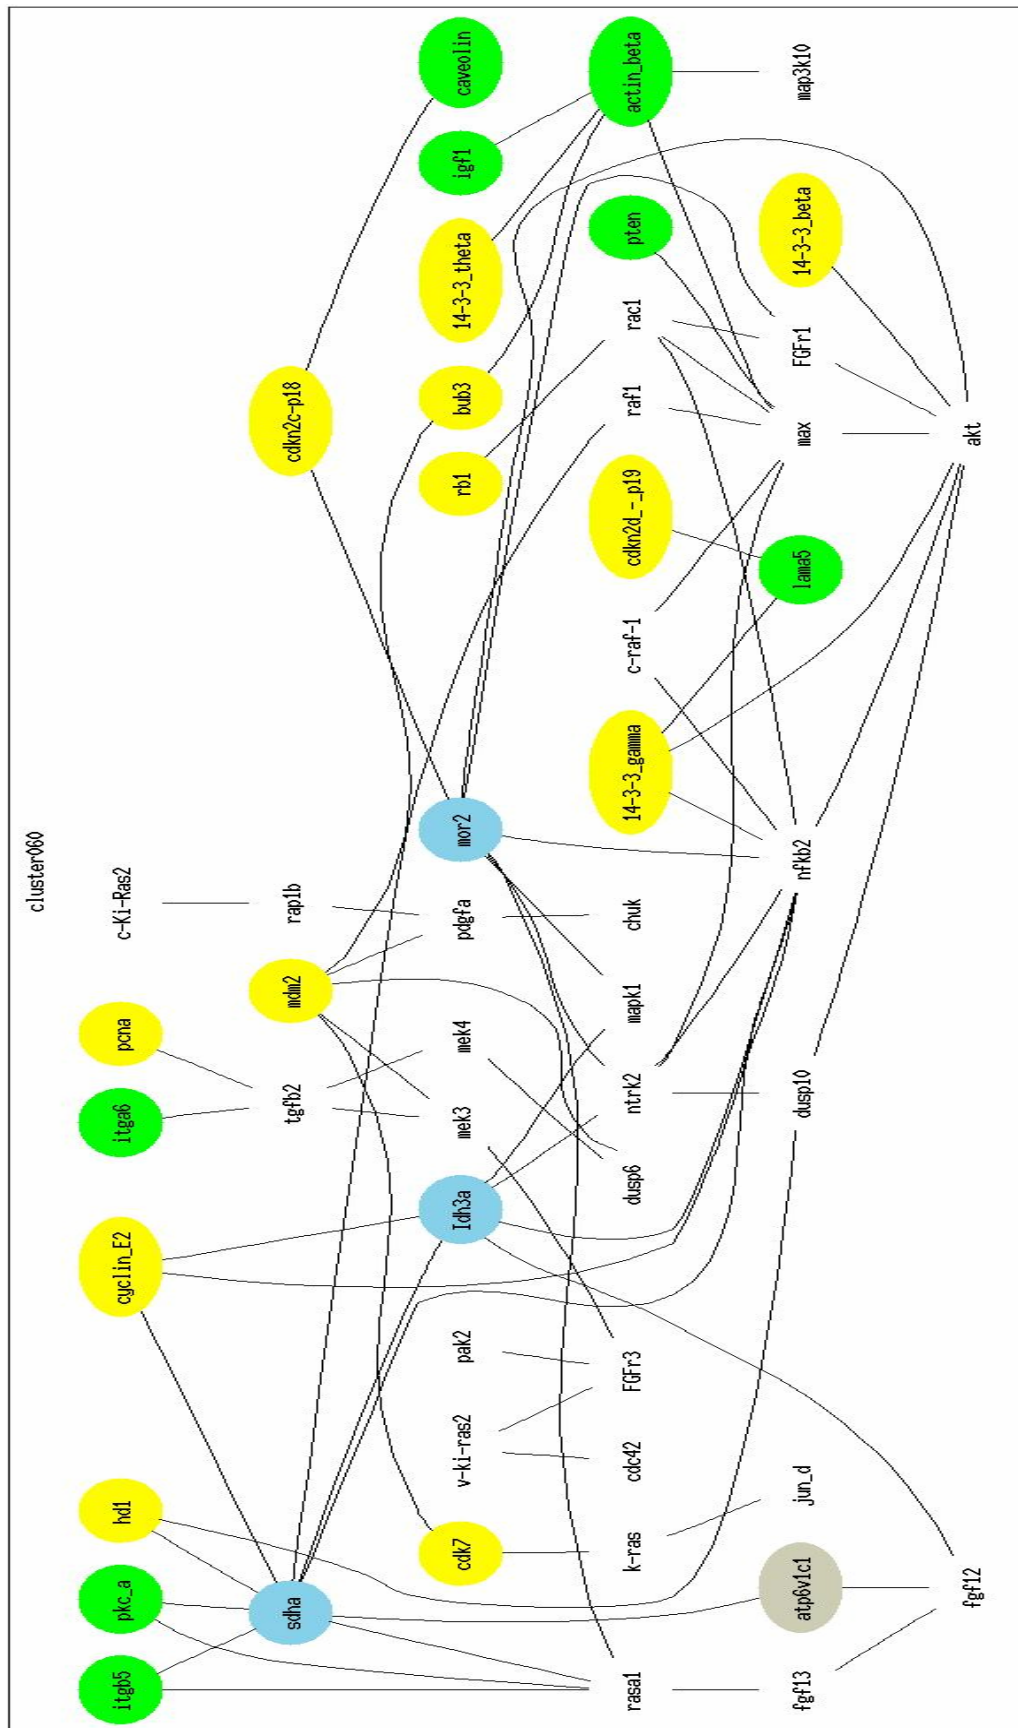 cluster060
itgb5
pkc_a
hd1
cyclin_E2
itga6
pcna
c-Ki-Ras2
sdha
tgfb2
mdm2
rap1b
cdkn2c-p18
cdk7
v-ki-ras2
pak2
Idh3a
mek3
mek4
pdgfa
mor2
rb1
bub3
14-3-3_theta
igf1
caveolin
rasa1
k-ras
cdc42
FGFr3
dusp6
ntrk2
mapk1
chuk
14-3-3_gamma
c-raf-1
cdkn2d_-_p19
raf1
rac1
pten
actin_beta
fgf13
atp6v1c1
jun_d
dusp10
nfkb2
lama5
max
FGFr1
14-3-3_beta
map3k10
fgf12
akt